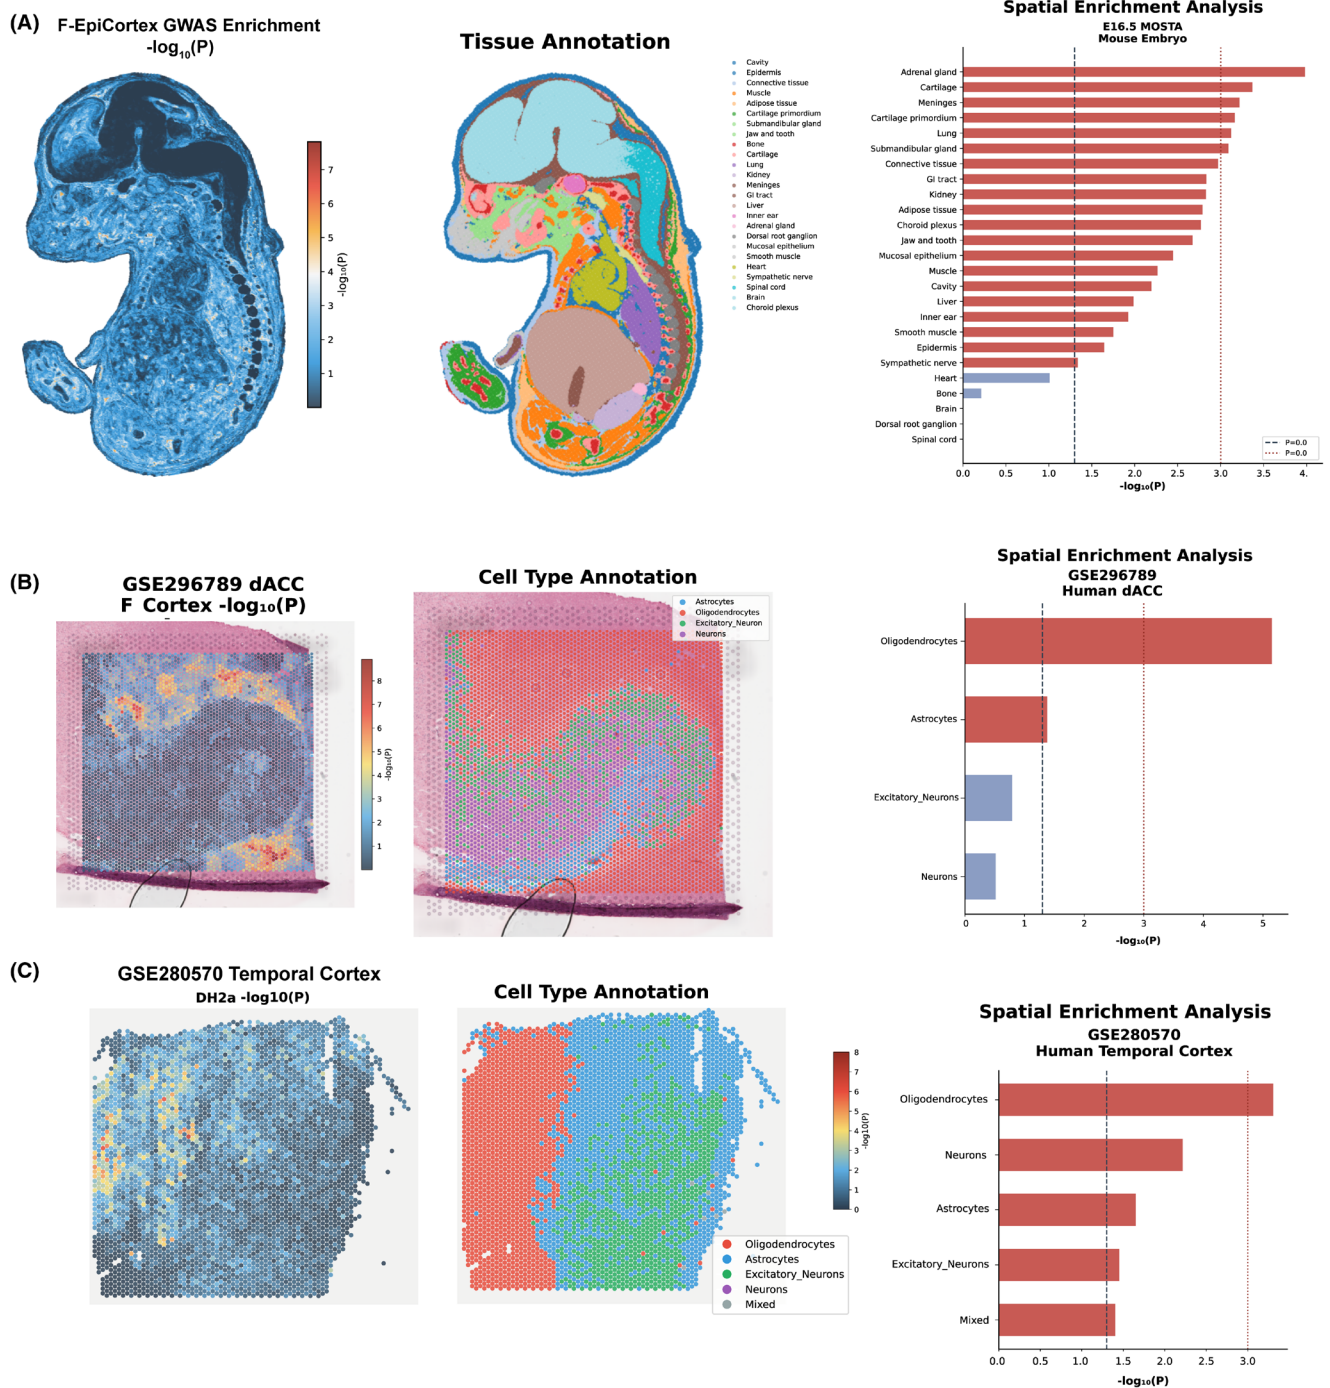 (A)
F-EpiCortex GWAS Enrichment
-log₁₀(P)
7
6
5
4
3
2
1
-log₁₀(P)
Tissue Annotation
Cavity
Epidermis
Connective tissue
Muscle
Adipose tissue
Cartilage primordium
Submandibular gland
Jaw and tooth
Bone
Cartilage
Lung
Kidney
Meninges
GI tract
Liver
Inner ear
Adrenal gland
Dorsal root ganglion
Mucosal epithelium
Smooth muscle
Heart
Sympathetic nerve
Spinal cord
Brain
Choroid plexus
Spatial Enrichment Analysis
E16.5 MOSTA
Mouse Embryo
Adrenal gland
Cartilage
Meninges
Cartilage primordium
Lung
Submandibular gland
Connective tissue
GI tract
Kidney
Adipose tissue
Choroid plexus
Jaw and tooth
Mucosal epithelium
Muscle
Cavity
Liver
Inner ear
Smooth muscle
Epidermis
Sympathetic nerve
Heart
Bone
Brain
Dorsal root ganglion
Spinal cord
P=0.0
P=0.0
0.0 0.5 1.0 1.5 2.0 2.5 3.0 3.5 4.
-log₁₀(P)
(B)
GSE296789 dACC
F_Cortex -log₁₀(P)
8
7
6
5
4
3
2
1
-log₁₀(P)
Cell Type Annotation
Astrocytes
Oligodendrocytes
Excitatory_Neuron
Neurons
Spatial Enrichment Analysis
GSE296789
Human dACC
Oligodendrocytes
Astrocytes
Excitatory_Neurons
Neurons
0 1 2 3 4 5
-log₁₀(P)
(C)
GSE280570 Temporal Cortex
DH2a -log10(P)
Cell Type Annotation
8
7
6
5
4
3
2
1
0
-log10(P)
Oligodendrocytes
Astrocytes
Excitatory_Neurons
Neurons
Mixed
Spatial Enrichment Analysis
GSE280570
Human Temporal Cortex
Oligodendrocytes
Neurons
Astrocytes
Excitatory_Neurons
Mixed
0.0 0.5 1.0 1.5 2.0 2.5 3.0
-log₁₀(P)